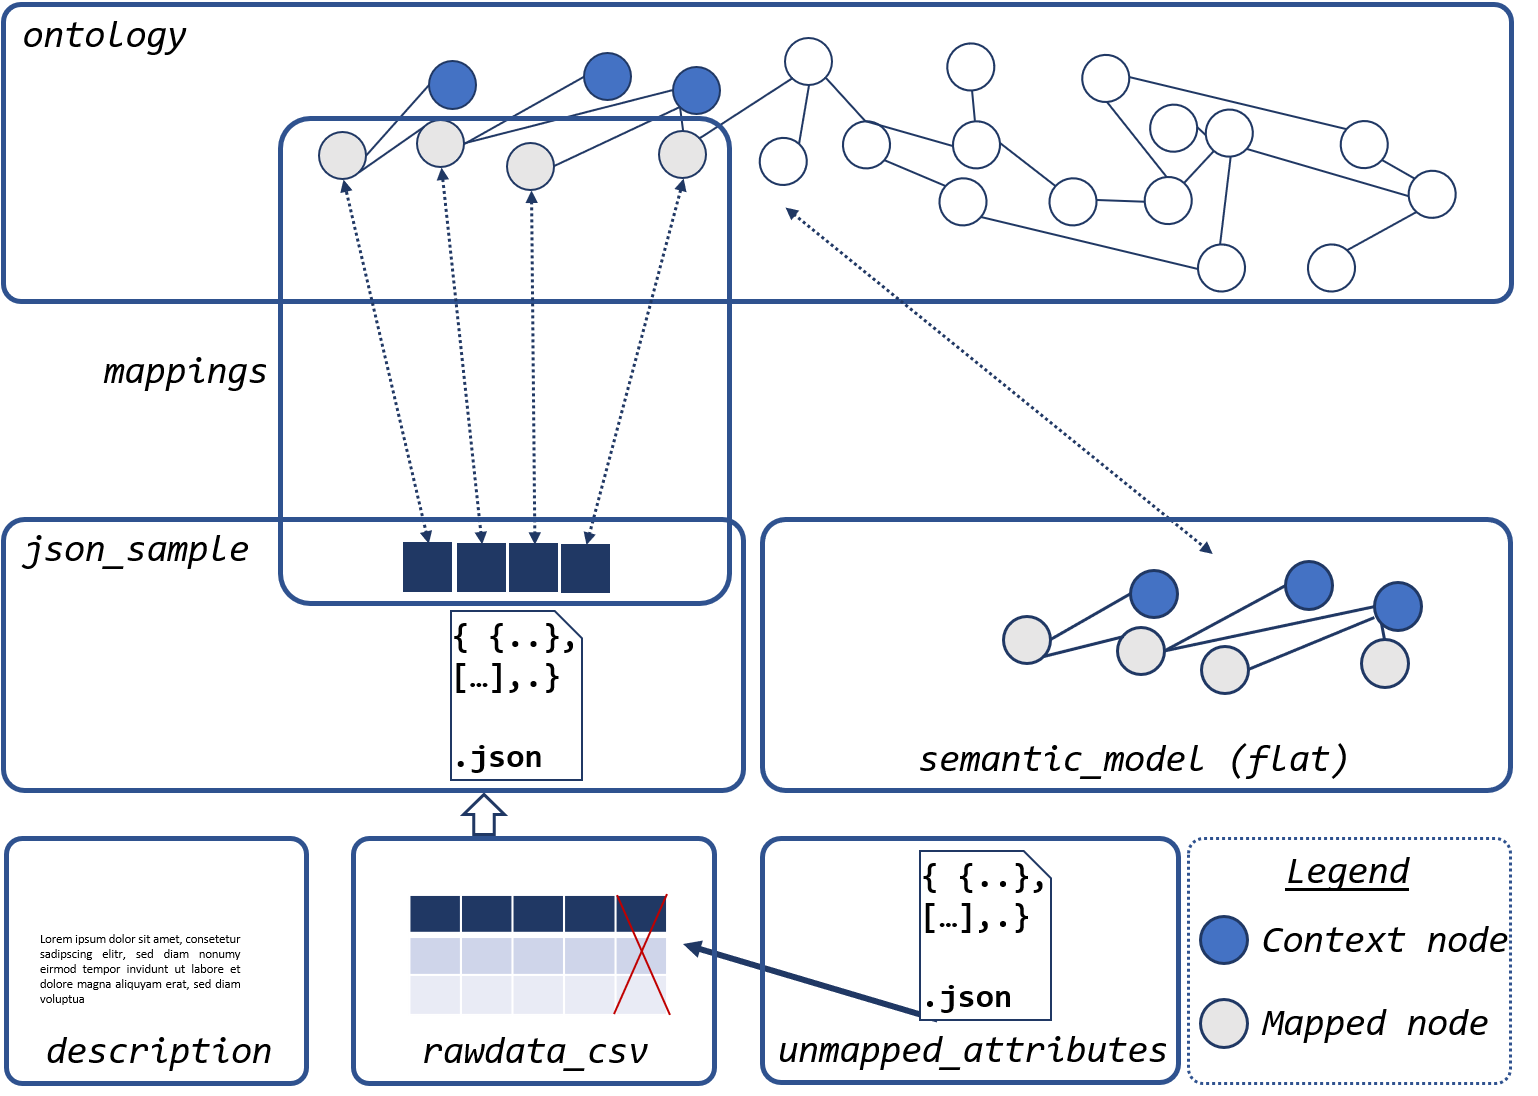 ontology
mappings
json_sample
{ {..},
[…],.}
.json
semantic_model (flat)
Lorem ipsum dolor sit amet, consetetur
sadipscing elitr, sed diam nonumy
eirmod tempor invidunt ut labore et
dolore magna aliquyam erat, sed diam
voluptua
description
rawdata_csv
{ {..},
[…],.}
.json
unmapped_attributes
Legend
Context node
Mapped node